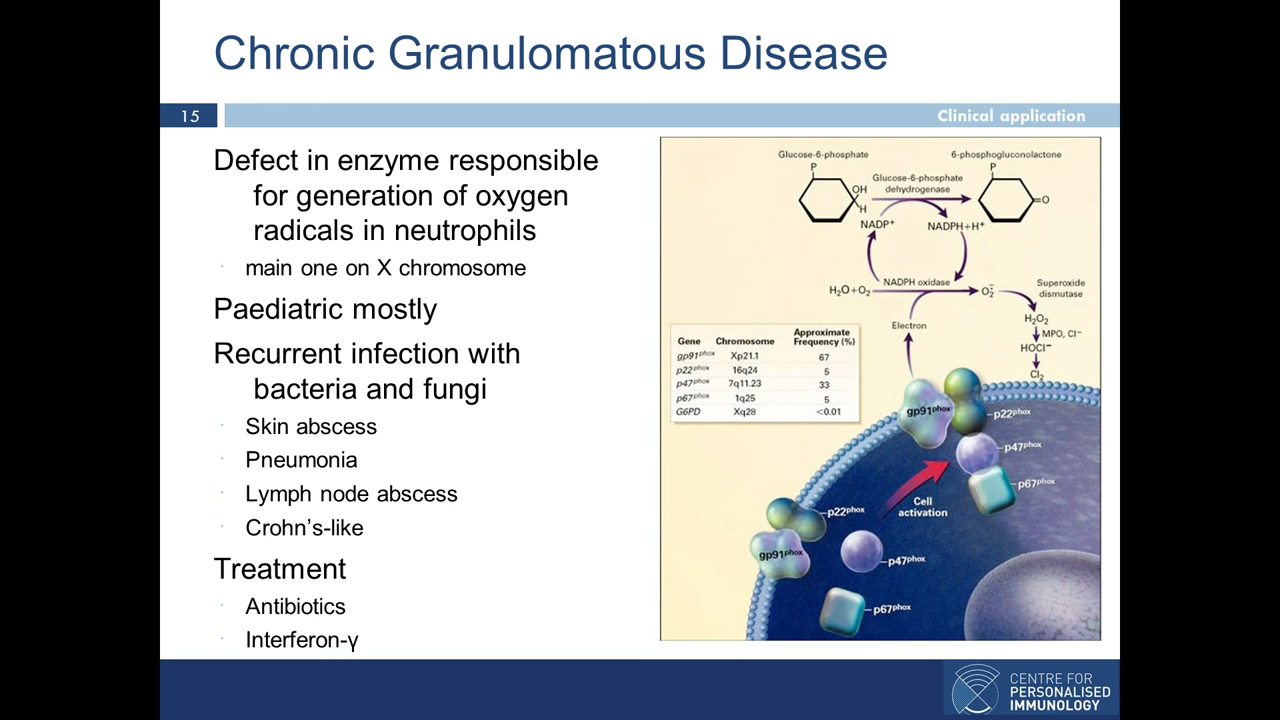 Chronic Granulomatous Disease
15
Clinical application
Defect in enzyme responsible
for generation of oxygen
radicals in neutrophils
main one on X chromosome
Paediatric mostly
Recurrent infection with
bacteria and fungi
Skin abscess
Pneumonia
Lymph node abscess
Crohn’s-like
Treatment
Antibiotics
Interferon-γ
Glucose-6-phosphate
6-phosphogluconolactone
P
P
Glucose-6-phosphate
dehydrogenase
OH
H
=O
NADP⁺
NADPH+H⁺
NADPH oxidase
H₂O+O₂
O₂⁻
Superoxide
dismutase
Electron
H₂O₂
MPO, Cl⁻
HOCl⁻
Cl₂
Gene Chromosome Approximate Frequency (%)
gp91phox Xp21.1 67
p22phox 16q24 5
p47phox 7q11.23 33
p67phox 1q25 5
G6PD Xq28 <0.01
gp91phox
p22phox
p47phox
p67phox
Cell
activation
p22phox
gp91phox
p47phox
p67phox
CENTRE FOR
PERSONALISED
IMMUNOLOGY